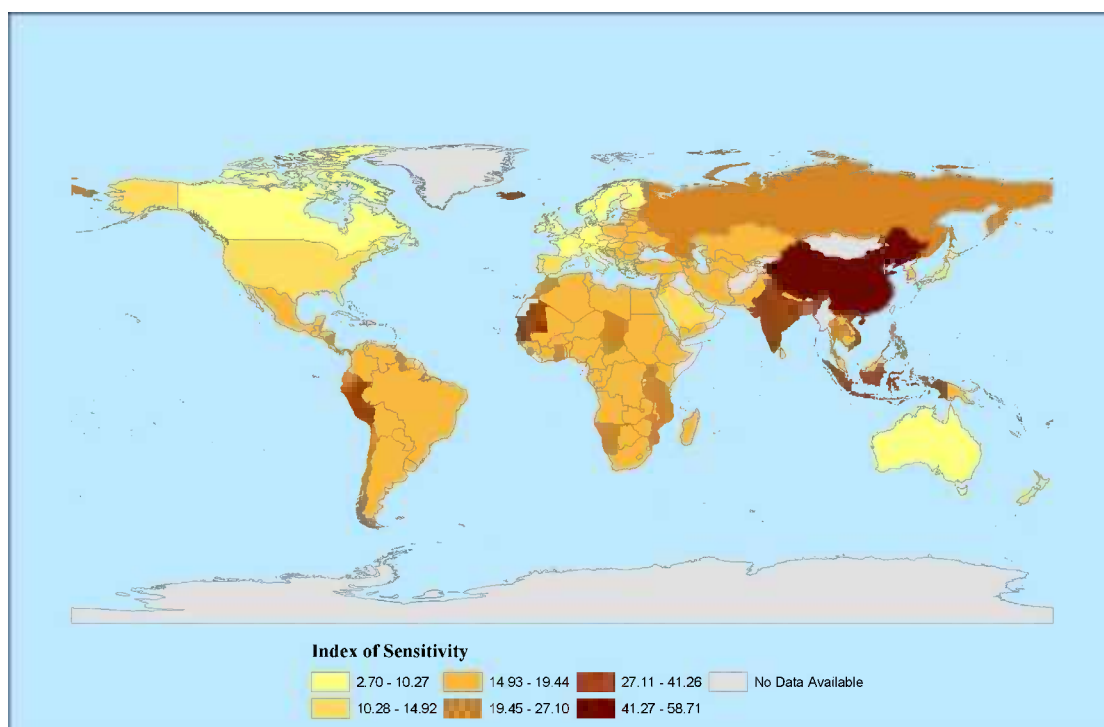 Index of Sensitivity
2.70 - 10.27 14.93 - 19.44 27.11 - 41.26 No Data Available
10.28 - 14.92 19.45 - 27.10 41.27 - 58.71